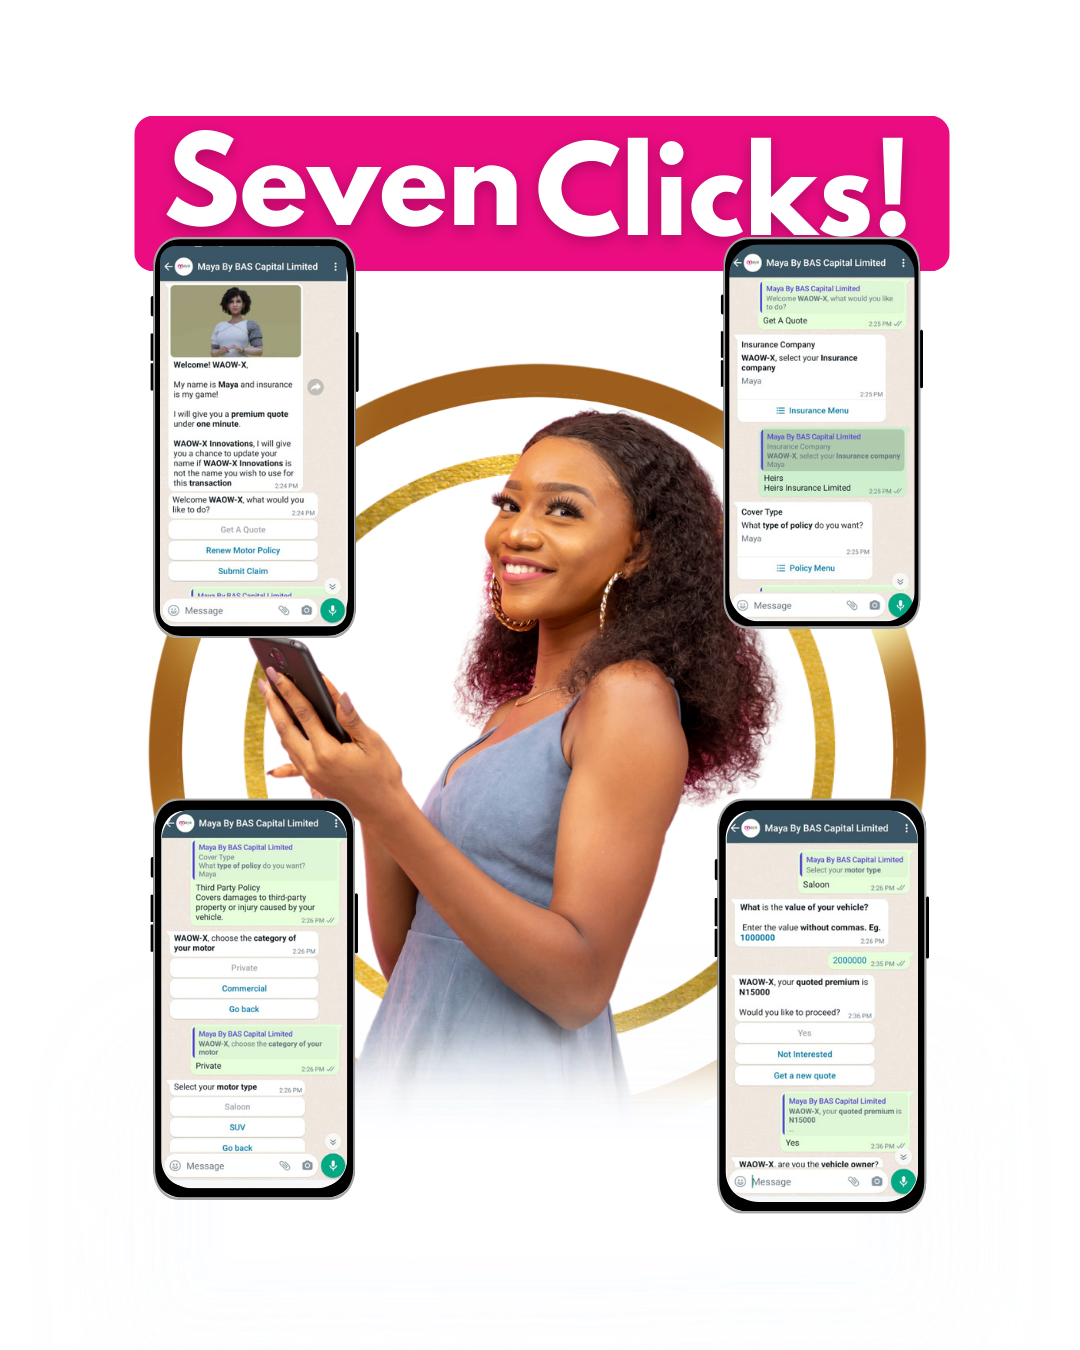 Seven Clicks!
Maya By BAS Capital Limited
Welcome! WAOW-X,
My name is Maya and insurance
is my game!
I will give you a premium quote
under one minute.
WAOW-X Innovations, I will give
you a chance to update your
name if WAOW-X Innovations is
not the name you wish to use for
this transaction
2:24 PM
Welcome WAOW-X, what would you
like to do?
2:24 PM
Get A Quote
Renew Motor Policy
Submit Claim
Maya By BAS Capital Limited
Message
Maya By BAS Capital Limited
Maya By BAS Capital Limited
Welcome WAOW-X, what would you like
to do?
Get A Quote
2:25 PM
Insurance Company
WAOW-X, select your Insurance
company
Maya
2:25 PM
Insurance Menu
Maya By BAS Capital Limited
Insurance Company
WAOW-X, select your Insurance company
Maya
Heirs
Heirs Insurance Limited
2:25 PM
Cover Type
What type of policy do you want?
Maya
2:25 PM
Policy Menu
Message
Maya By BAS Capital Limited
Maya By BAS Capital Limited
Cover Type
What type of policy do you want?
Maya
Third Party Policy
Covers damages to third-party
property or injury caused by your
vehicle.
2:26 PM
WAOW-X, choose the category of
your motor
2:26 PM
Private
Commercial
Go back
Maya By BAS Capital Limited
WAOW-X, choose the category of your
motor
Private
2:26 PM
Select your motor type
2:26 PM
Saloon
SUV
Go back
Message
Maya By BAS Capital Limited
Maya By BAS Capital Limited
Select your motor type
Saloon
2:26 PM
What is the value of your vehicle?
Enter the value without commas. Eg.
1000000
2:26 PM
2000000
2:35 PM
WAOW-X, your quoted premium is
N15000
Would you like to proceed?
2:36 PM
Yes
Not Interested
Get a new quote
Maya By BAS Capital Limited
WAOW-X, your quoted premium is
N15000
...
Yes
2:36 PM
WAOW-X, are you the vehicle owner?
Message